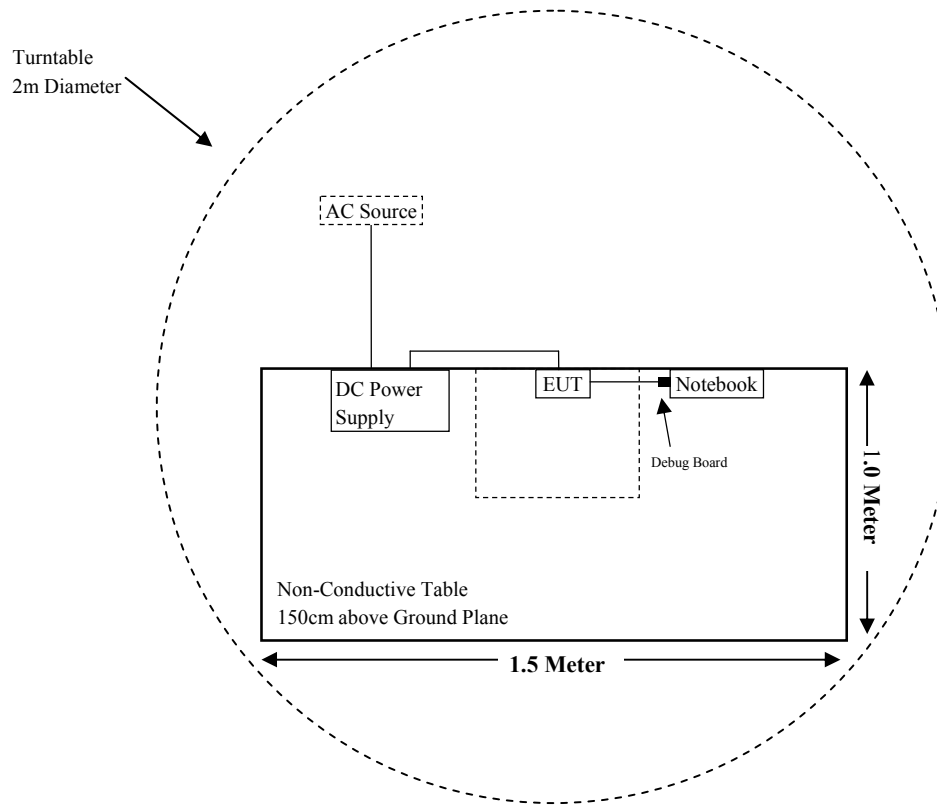 Turntable
2m Diameter
AC Source
DC Power
Supply
EUT
Notebook
Debug Board
1.0 Meter
Non-Conductive Table
150cm above Ground Plane
1.5 Meter